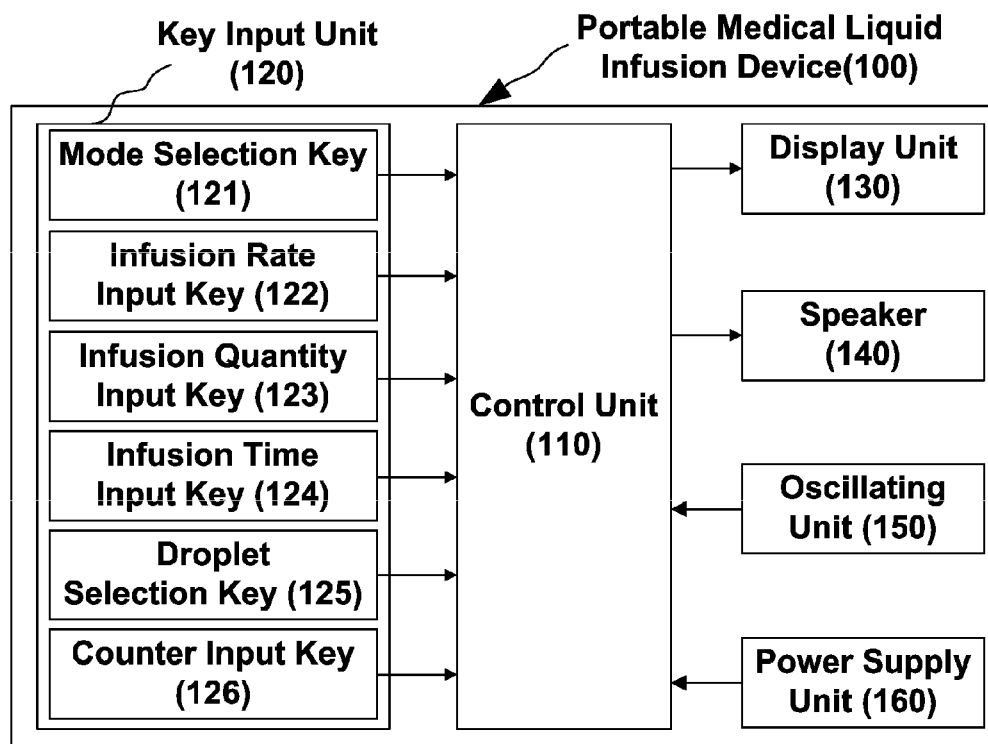 Key Input Unit
(120)
Portable Medical Liquid
Infusion Device(100)
Mode Selection Key
(121)
Infusion Rate
Input Key (122)
Infusion Quantity
Input Key (123)
Infusion Time
Input Key (124)
Droplet
Selection Key (125)
Counter Input Key
(126)
Control Unit
(110)
Display Unit
(130)
Speaker
(140)
Oscillating
Unit (150)
Power Supply
Unit (160)